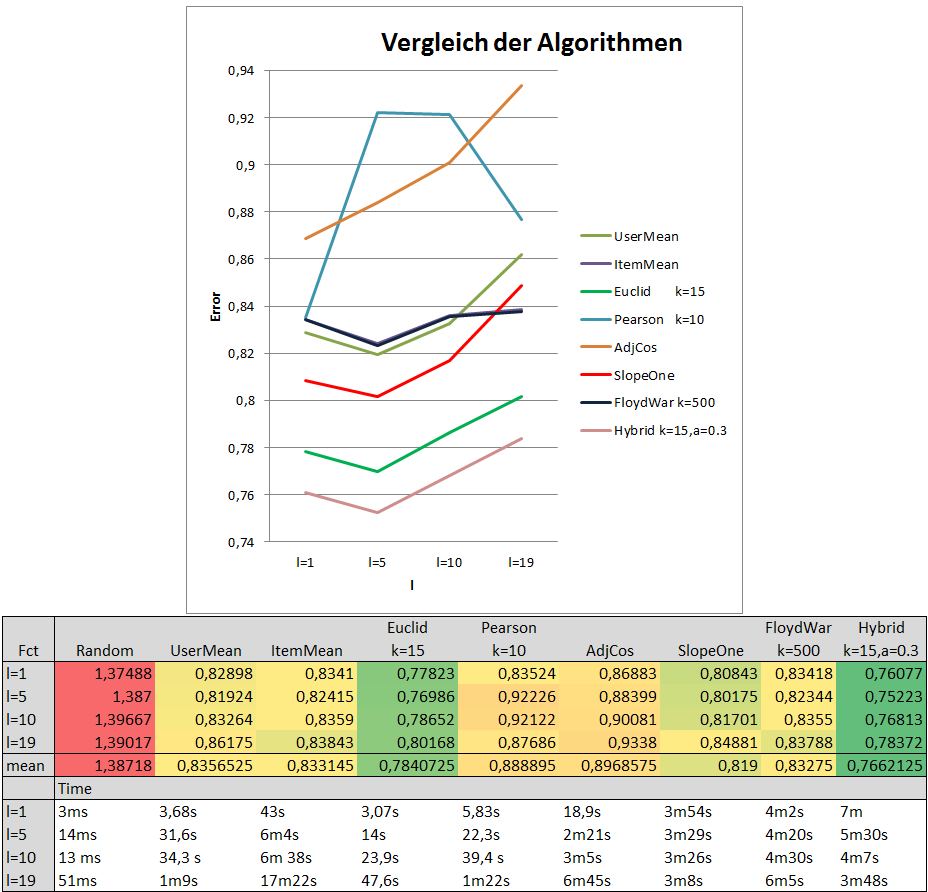 Vergleich der Algorithmen
0,94
0,92
0,9
0,88
0,86
0,84
0,82
0,8
0,78
0,76
0,74
Error
l=1 l=5 l=10 l=19
l
UserMean
ItemMean
Euclid k=15
Pearson k=10
AdjCos
SlopeOne
FloydWar k=500
Hybrid k=15,a=0.3
Euclid Pearson FloydWar Hybrid
Fct Random UserMean ItemMean k=15 k=10 AdjCos SlopeOne k=500 k=15,a=0.3
l=1 1,37488 0,82898 0,8341 0,77823 0,83524 0,86883 0,80843 0,83418 0,76077
l=5 1,387 0,81924 0,82415 0,76986 0,92226 0,88399 0,80175 0,82344 0,75223
l=10 1,39667 0,83264 0,8359 0,78652 0,92122 0,90081 0,81701 0,8355 0,76813
l=19 1,39017 0,86175 0,83843 0,80168 0,87686 0,9338 0,84881 0,83788 0,78372
mean 1,38718 0,8356525 0,833145 0,7840725 0,888895 0,8968575 0,819 0,83275 0,7662125
Time
l=1 3ms 3,68s 43s 3,07s 5,83s 18,9s 3m54s 4m2s 7m
l=5 14ms 31,6s 6m4s 14s 22,3s 2m21s 3m29s 4m20s 5m30s
l=10 13 ms 34,3 s 6m 38s 23,9s 39,4 s 3m5s 3m26s 4m30s 4m7s
l=19 51ms 1m9s 17m22s 47,6s 1m22s 6m45s 3m8s 6m5s 3m48s